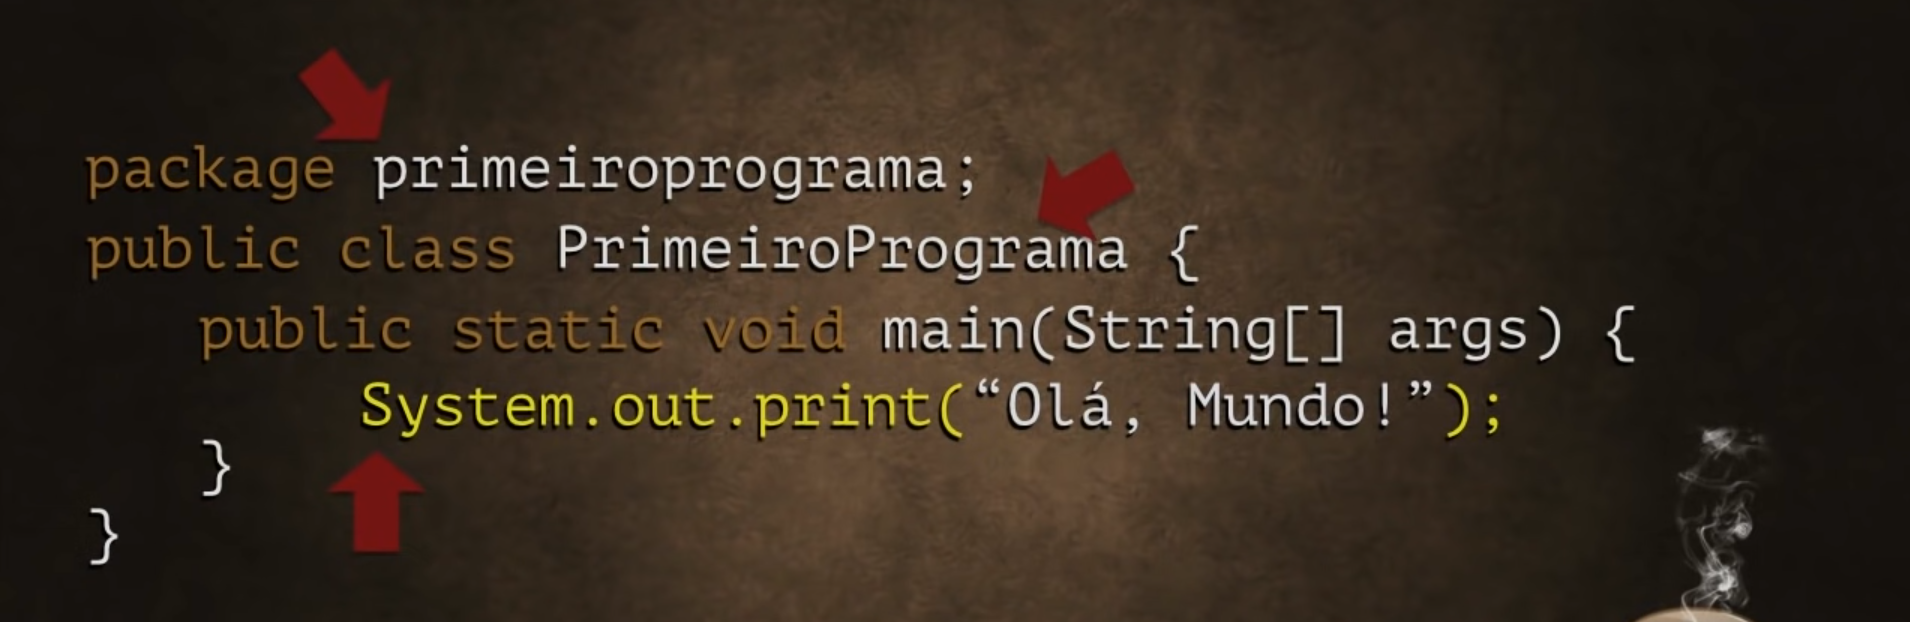 package primeiroprograma;
public class PrimeiroPrograma {
public static void main(String[] args) {
System.out.print(“Olá, Mundo!”);
}
}